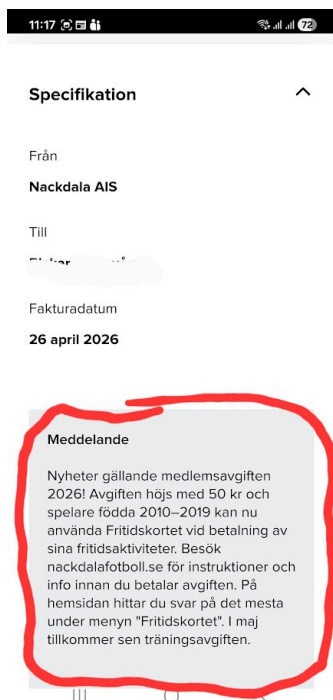 11:17
72
Specifikation
Från
Nackdala AIS
Till
Fakturadatum
26 april 2026
Meddelande
Nyheter gällande medlemsavgiften
2026! Avgiften höjs med 50 kr och
spelare födda 2010–2019 kan nu
använda Fritidskortet vid betalning av
sina fritidsaktiviteter. Besök
nackdalafotboll.se för instruktioner och
info innan du betalar avgiften. På
hemsidan hittar du svar på det mesta
under menyn "Fritidskortet". I maj
tillkommer sen träningsavgiften.